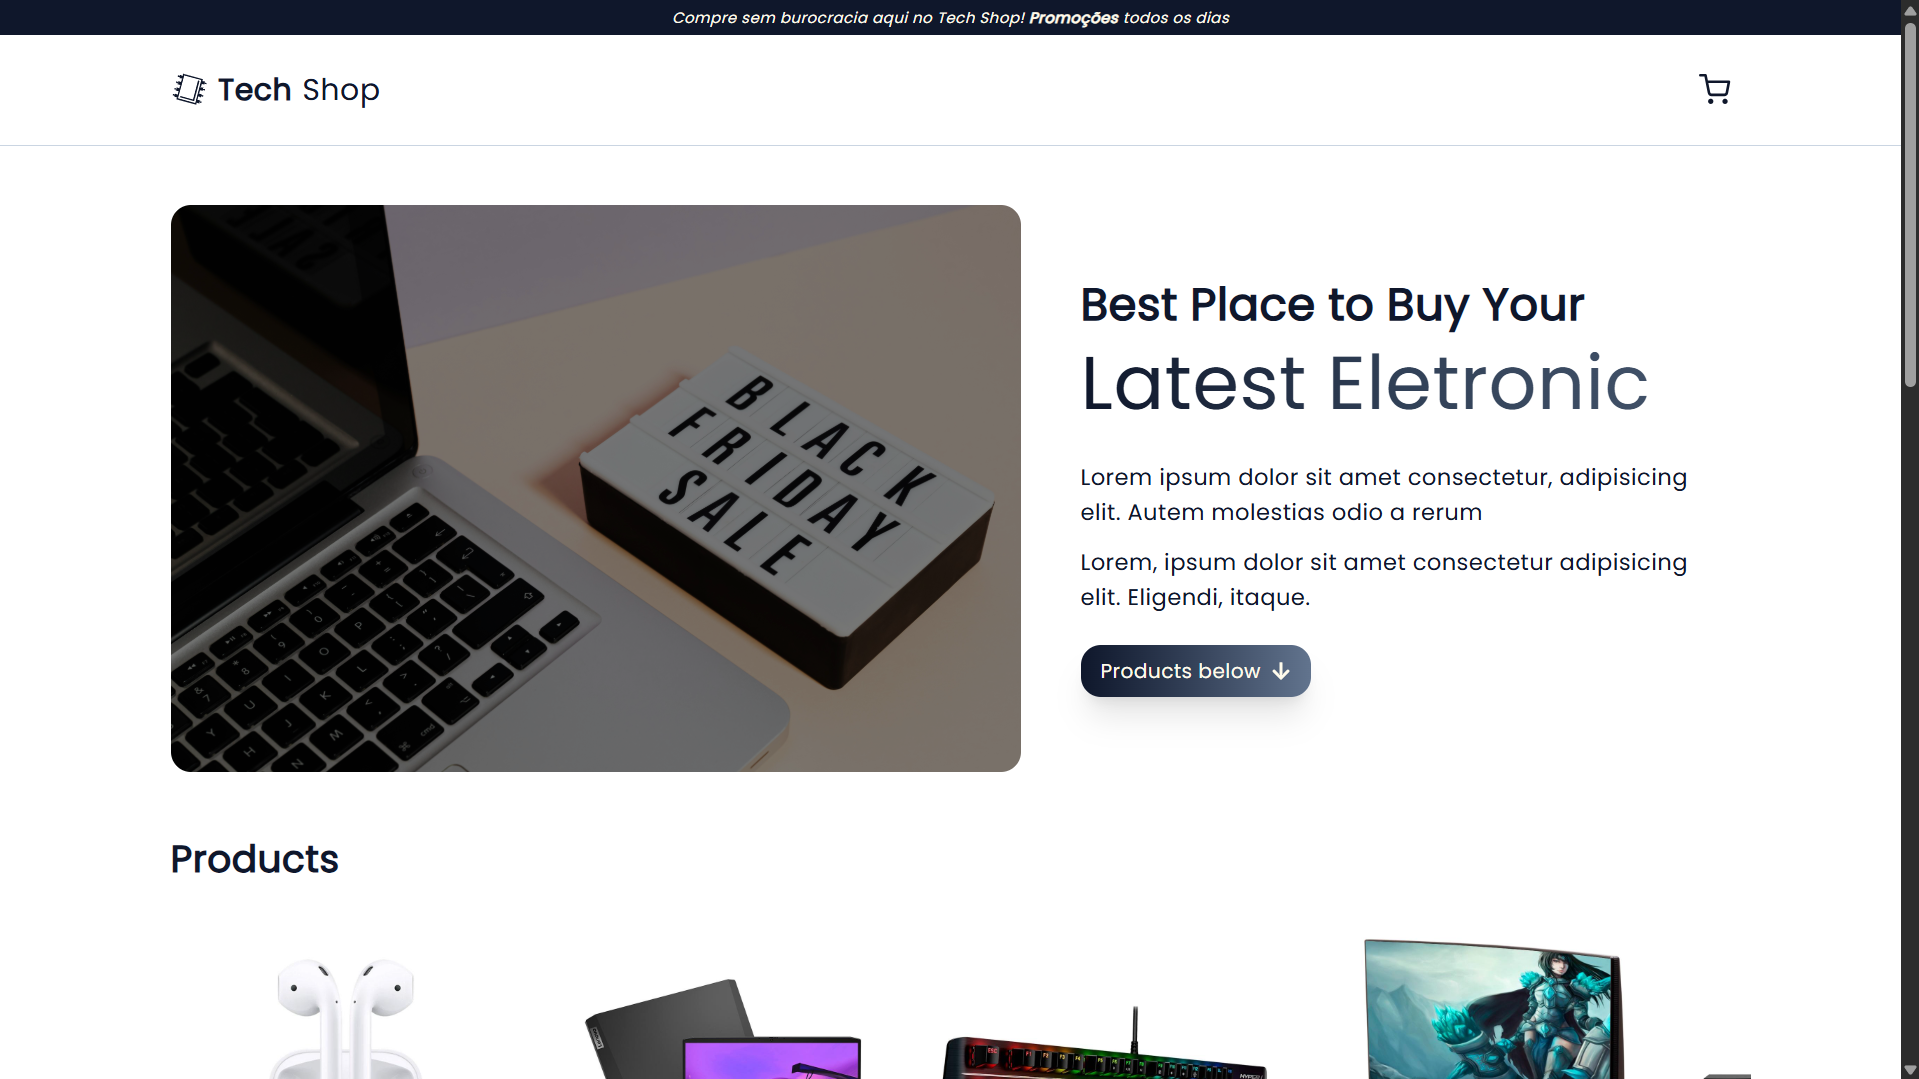 Compre sem burocracia aqui no Tech Shop! Promoções todos os dias
Tech Shop
BLACK
FRIDAY
SALE
Best Place to Buy Your
Latest Eletronic
Lorem ipsum dolor sit amet consectetur, adipisicing
elit. Autem molestias odio a rerum
Lorem, ipsum dolor sit amet consectetur adipisicing
elit. Eligendi, itaque.
Products below
Products